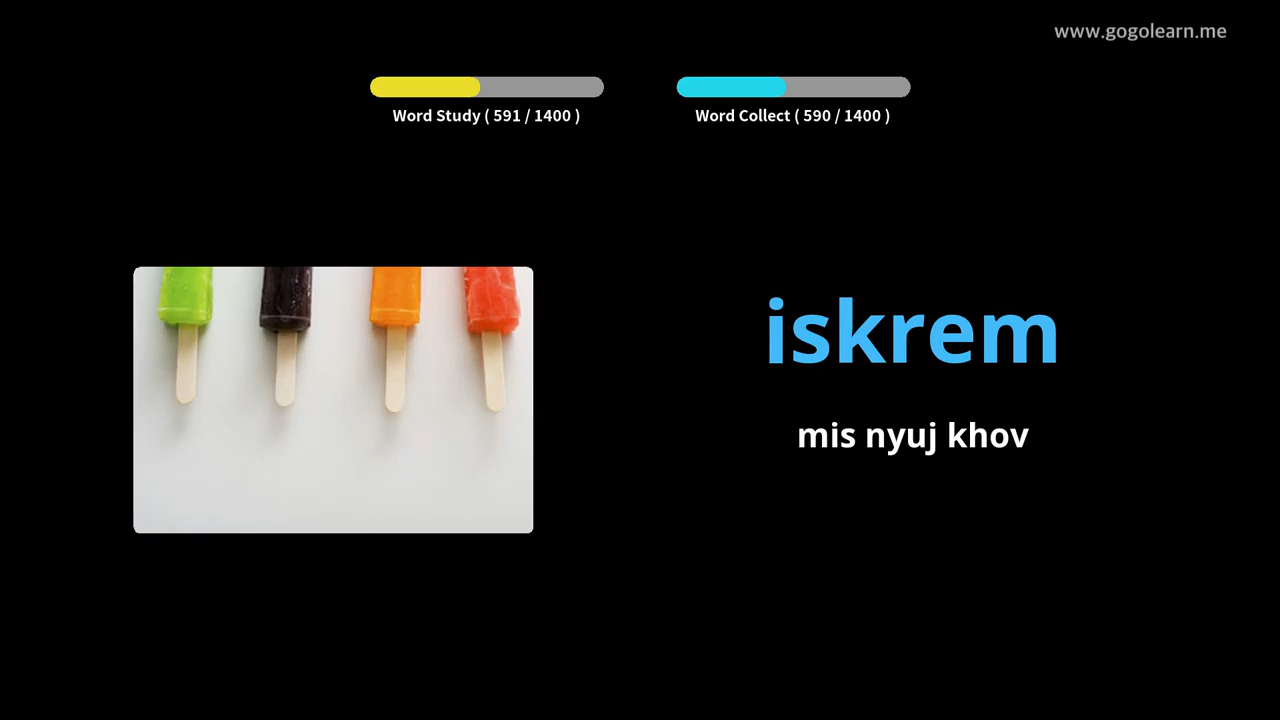 www.gogolearn.me
Word Study ( 591 / 1400 )
Word Collect ( 590 / 1400 )
iskrem
mis nyuj khov